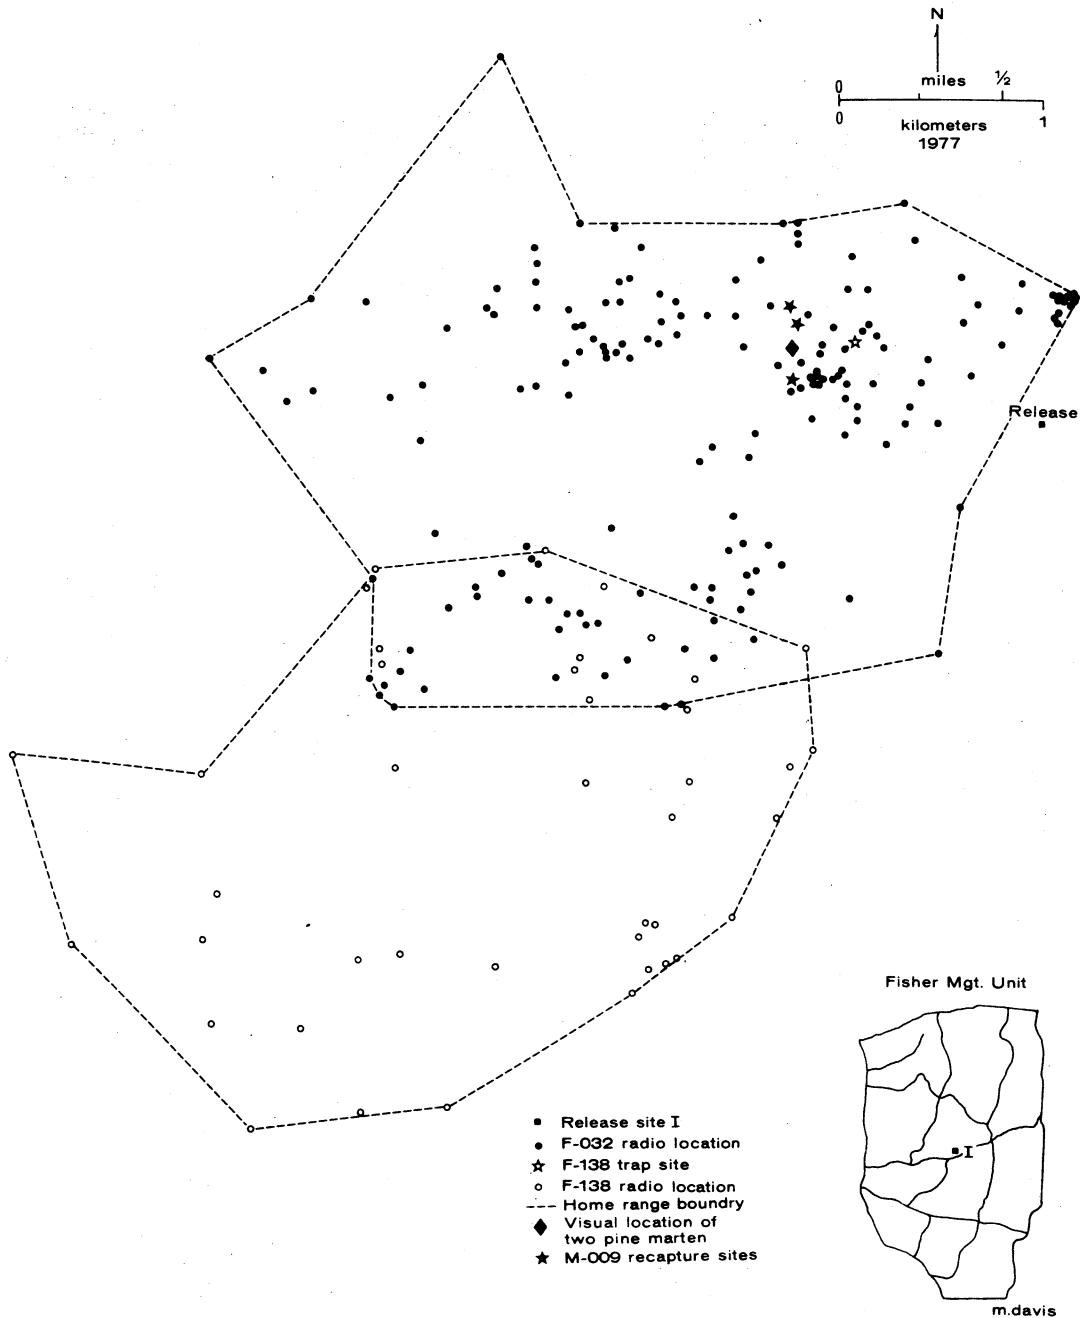 N
0 miles ½
0 kilometers 1
1977
Release
Fisher Mgt. Unit
I
Release site I
F-032 radio location
F-138 trap site
F-138 radio location
Home range boundry
Visual location of
two pine marten
M-009 recapture sites
m.davis